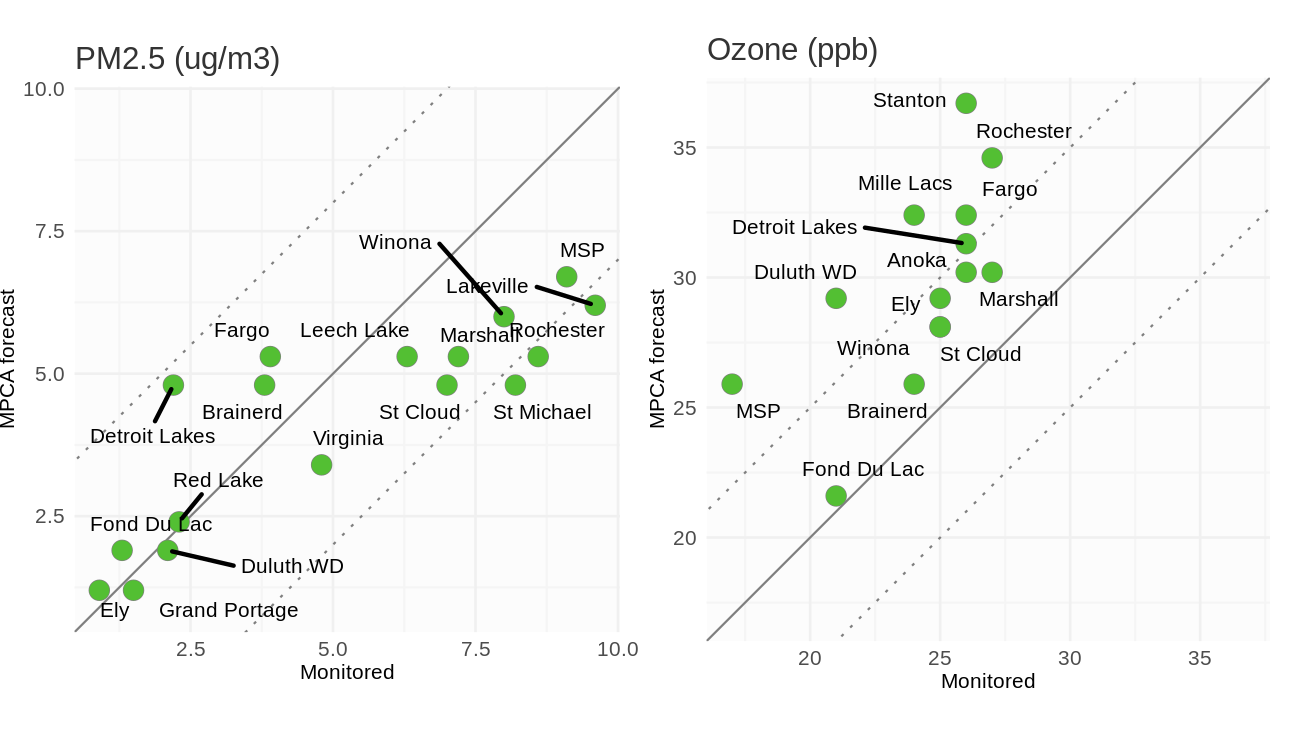 PM2.5 (ug/m3)
10.0
7.5
5.0
2.5
MPCA forecast
Winona
MSP
Lakeville
Fargo
Leech Lake
Marshall
Rochester
Brainerd
St Cloud
St Michael
Detroit Lakes
Virginia
Red Lake
Fond Du Lac
Duluth WD
Ely
Grand Portage
2.5
5.0
7.5
10.0
Monitored
Ozone (ppb)
35
30
25
20
MPCA forecast
Stanton
Rochester
Mille Lacs
Fargo
Detroit Lakes
Anoka
Duluth WD
Ely
Marshall
Winona
St Cloud
MSP
Brainerd
Fond Du Lac
20
25
30
35
Monitored